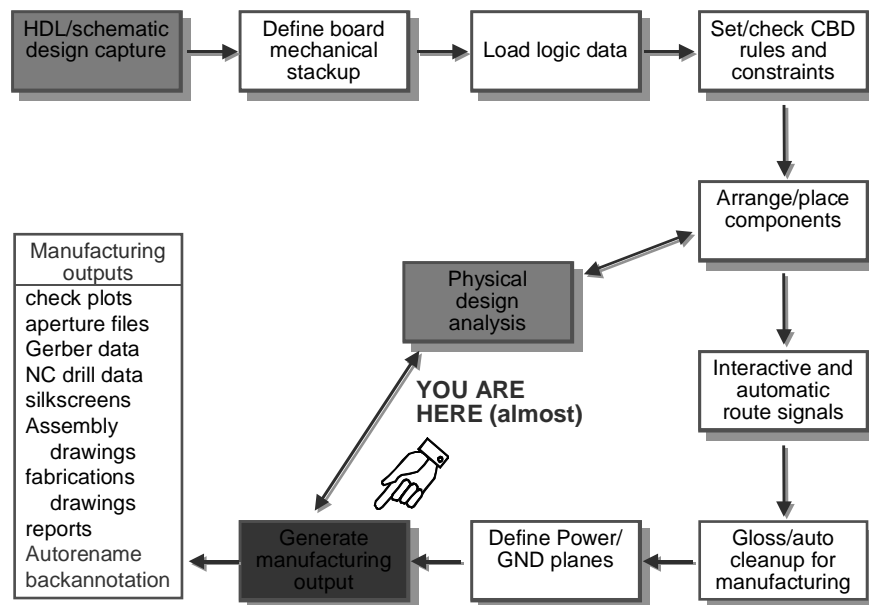 HDL/schematic
design capture
Define board
mechanical
stackup
Load logic data
Set/check CBD
rules and
constraints
Arrange/place
components
Physical
design
analysis
Interactive and
automatic
route signals
YOU ARE
HERE (almost)
Gloss/auto
cleanup for
manufacturing
Define Power/
GND planes
Generate
manufacturing
output
Manufacturing
outputs
check plots
aperture files
Gerber data
NC drill data
silkscreens
Assembly
drawings
fabrications
drawings
reports
Autorename
backannotation